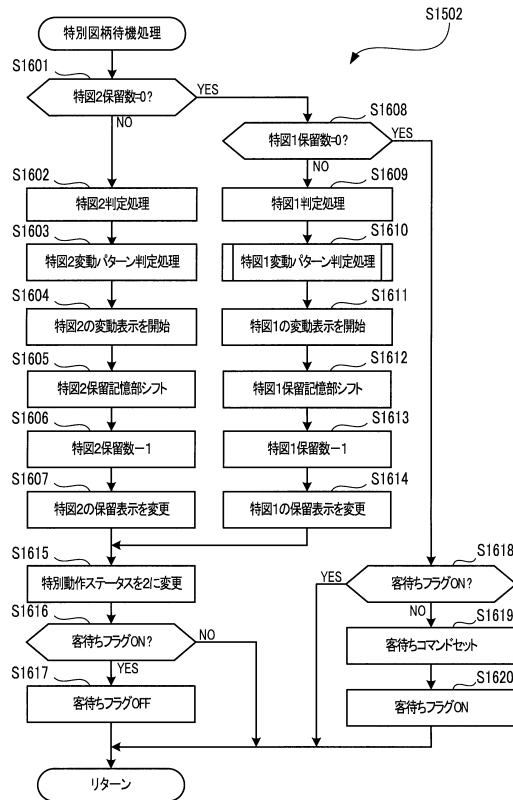 S1502
特別図柄待機処理
S1601
特図2保留数=0?
YES
NO
S1608
特図1保留数=0?
YES
NO
S1602
特図2判定処理
S1609
特図1判定処理
S1603
特図2変動パターン判定処理
S1610
特図1変動パターン判定処理
S1604
特図2の変動表示を開始
S1611
特図1の変動表示を開始
S1605
特図2保留記憶部シフト
S1612
特図1保留記憶部シフト
S1606
特図2保留数-1
S1613
特図1保留数-1
S1607
特図2の保留表示を変更
S1614
特図1の保留表示を変更
S1615
特別動作ステータスを2に変更
S1616
客待ちフラグON?
NO
YES
S1617
客待ちフラグOFF
S1618
客待ちフラグON?
YES
NO
S1619
客待ちコマンドセット
S1620
客待ちフラグON
リターン